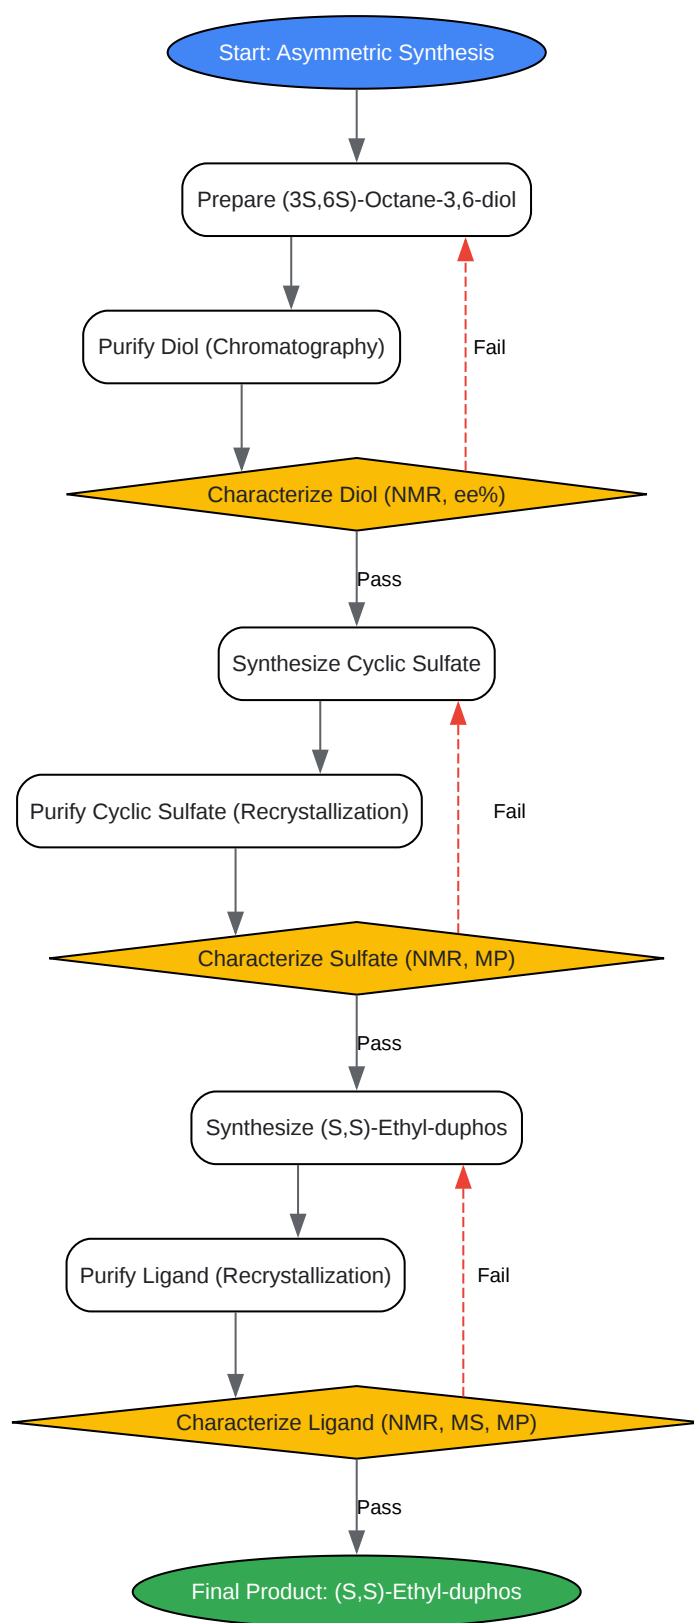 Start: Asymmetric Synthesis
Prepare (3S,6S)-Octane-3,6-diol
Purify Diol (Chromatography)
Fail
Characterize Diol (NMR, ee%)
Pass
Synthesize Cyclic Sulfate
Purify Cyclic Sulfate (Recrystallization)
Fail
Characterize Sulfate (NMR, MP)
Pass
Synthesize (S,S)-Ethyl-duphos
Purify Ligand (Recrystallization)
Fail
Characterize Ligand (NMR, MS, MP)
Pass
Final Product: (S,S)-Ethyl-duphos